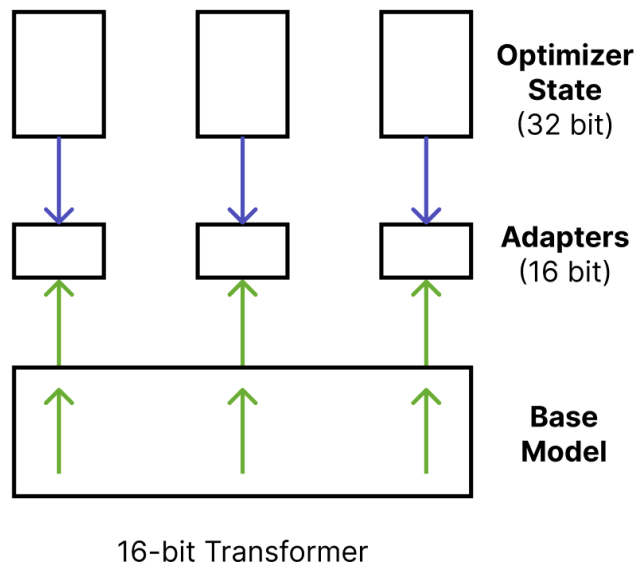 Optimizer
State
(32 bit)
Adapters
(16 bit)
Base
Model
16-bit Transformer